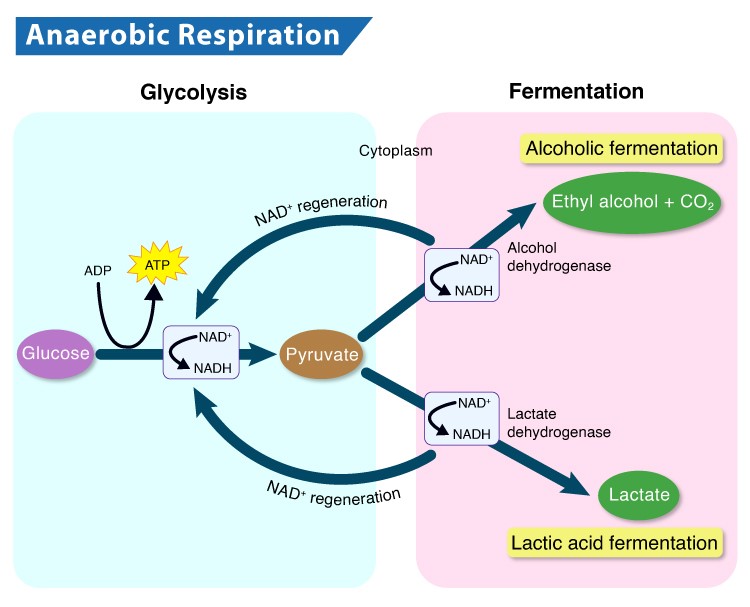 Anaerobic Respiration
Glycolysis
Fermentation
Cytoplasm
Alcoholic fermentation
Ethyl alcohol + CO₂
NAD⁺ regeneration
Alcohol
dehydrogenase
NAD⁺
NADH
ADP
ATP
Glucose
NAD⁺
NADH
Pyruvate
NAD⁺
NADH
Lactate
dehydrogenase
NAD⁺ regeneration
Lactate
Lactic acid fermentation